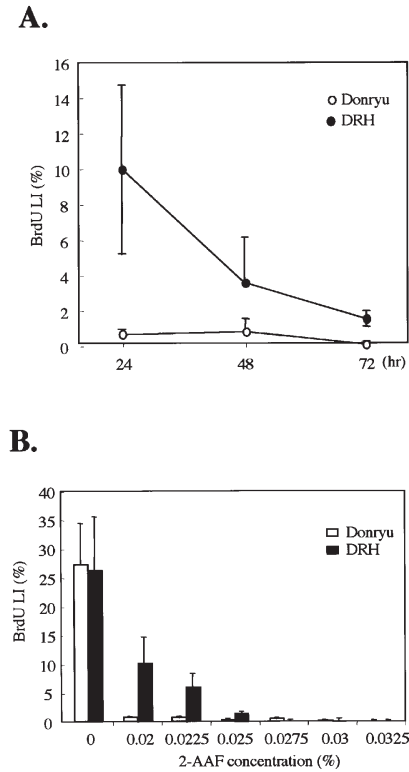 A.
16
14
12
10
8
6
4
2
0
BrdU LI (%)
Donryu
DRH
24 48 72 (hr)
B.
40
35
30
25
20
15
10
5
0
BrdU LI (%)
Donryu
DRH
0 0.02 0.0225 0.025 0.0275 0.03 0.0325
2-AAF concentration (%)